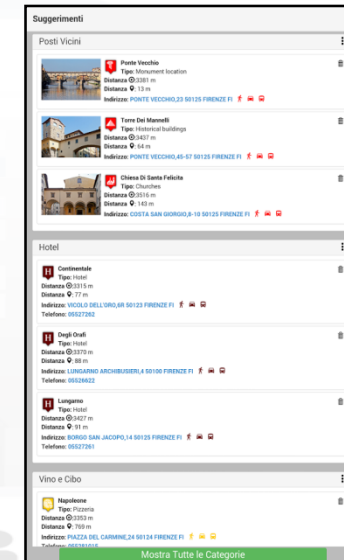 Suggerimenti
Posti Vicini
Ponte Vecchio
Tipo: Monument location
Distanza :3381 m
Distanza : 13 m
Indirizzo: PONTE VECCHIO,23 50125 FIRENZE FI
Torre Dei Mannelli
Tipo: Historical buildings
Distanza :3437 m
Distanza : 64 m
Indirizzo: PONTE VECCHIO,45-57 50125 FIRENZE FI
Chiesa Di Santa Felicita
Tipo: Churches
Distanza :3516 m
Distanza : 143 m
Indirizzo: COSTA SAN GIORGIO,8-10 50125 FIRENZE FI
Hotel
H Continentale
Tipo: Hotel
Distanza :3315 m
Distanza : 77 m
Indirizzo: VICOLO DELL'ORO,6R 50123 FIRENZE FI
Telefono: 05527262
H Degli Orafi
Tipo: Hotel
Distanza :3370 m
Distanza : 88 m
Indirizzo: LUNGARNO ARCHIBUSIERI,4 50100 FIRENZE FI
Telefono: 05526622
H Lungarno
Tipo: Hotel
Distanza :3427 m
Distanza : 91 m
Indirizzo: BORGO SAN JACOPO,14 50125 FIRENZE FI
Telefono: 05527261
Vino e Cibo
Napoleone
Tipo: Pizzeria
Distanza :3353 m
Distanza : 769 m
Indirizzo: PIAZZA DEL CARMINE,24 50124 FIRENZE FI
Telefono: 055281015
Mostra Tutte le Categorie